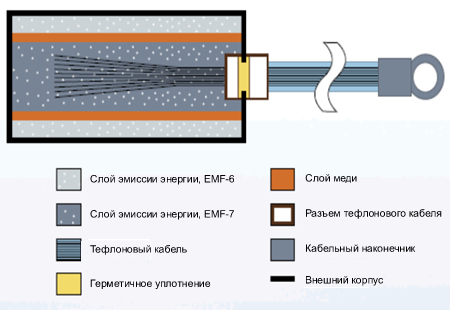 Слой эмиссии энергии, EMF-6
Слой меди
Слой эмиссии энергии, EMF-7
Разъем тефлонового кабеля
Тефлоновый кабель
Кабельный наконечник
Герметичное уплотнение
Внешний корпус